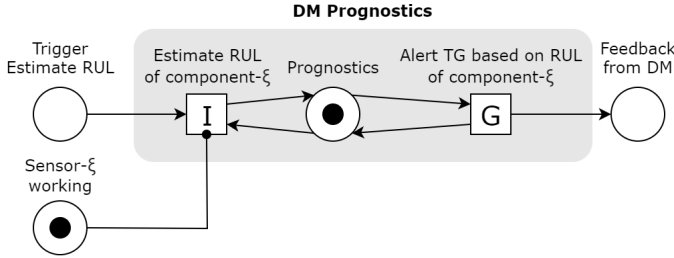 DM Prognostics
Trigger
Estimate RUL
Estimate RUL
of component-ξ
Prognostics
Alert TG based on RUL
of component-ξ
Feedback
from DM
I
G
Sensor-ξ
working